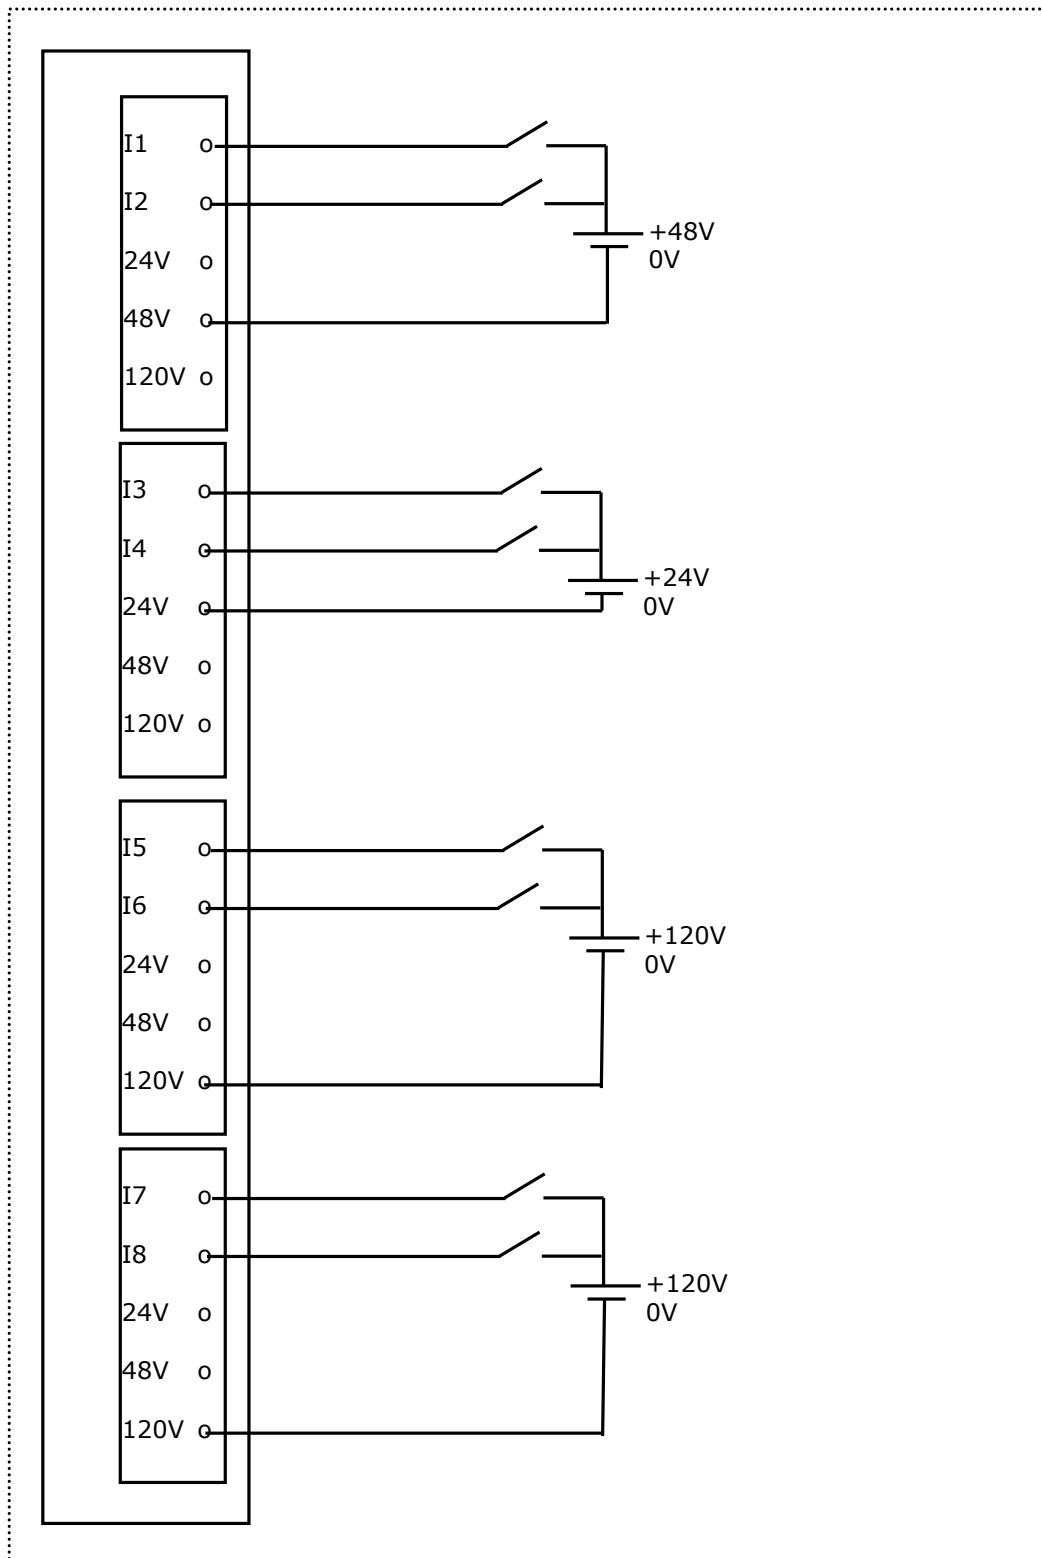 I1 o
I2 o
+48V
24V o
0V
48V o
120V o
I3 o
I4 o
+24V
24V o
0V
48V o
120V o
I5 o
I6 o
+120V
24V o
0V
48V o
120V o
I7 o
I8 o
+120V
24V o
0V
48V o
120V o